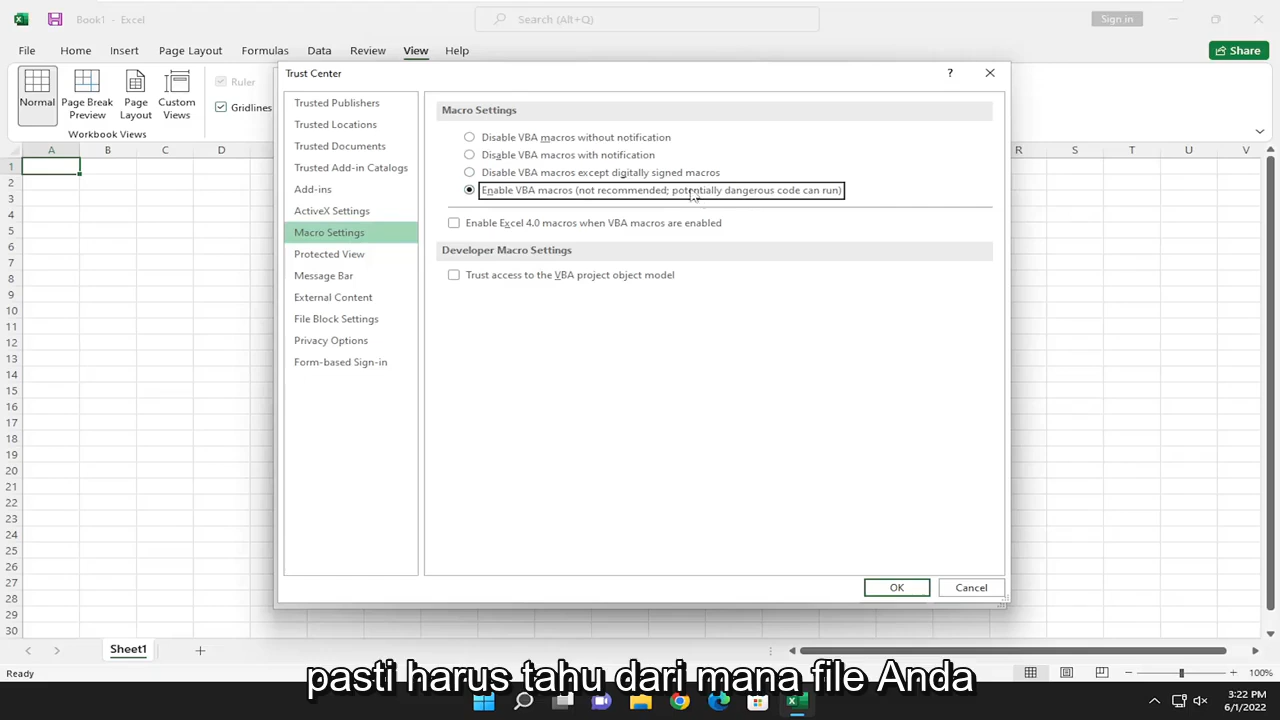 Book1 - Excel
Search (Alt+Q)
Sign in
File Home Insert Page Layout Formulas Data Review View Help
Share
Normal
Page Break Preview
Page Layout
Custom Views
Ruler
Gridlines
Workbook Views
Trust Center
?
Trusted Publishers
Trusted Locations
Trusted Documents
Trusted Add-in Catalogs
Add-ins
ActiveX Settings
Macro Settings
Protected View
Message Bar
External Content
File Block Settings
Privacy Options
Form-based Sign-in
Macro Settings
Disable VBA macros without notification
Disable VBA macros with notification
Disable VBA macros except digitally signed macros
Enable VBA macros (not recommended; potentially dangerous code can run)
Enable Excel 4.0 macros when VBA macros are enabled
Developer Macro Settings
Trust access to the VBA project object model
OK
Cancel
A B C D R S T U V
1
2
3
4
5
6
7
8
9
10
11
12
13
14
15
16
17
18
19
20
21
22
23
24
25
26
27
28
29
30
Sheet1
Ready
100%
pasti harus tahu dari mana file Anda
3:22 PM
6/1/2022